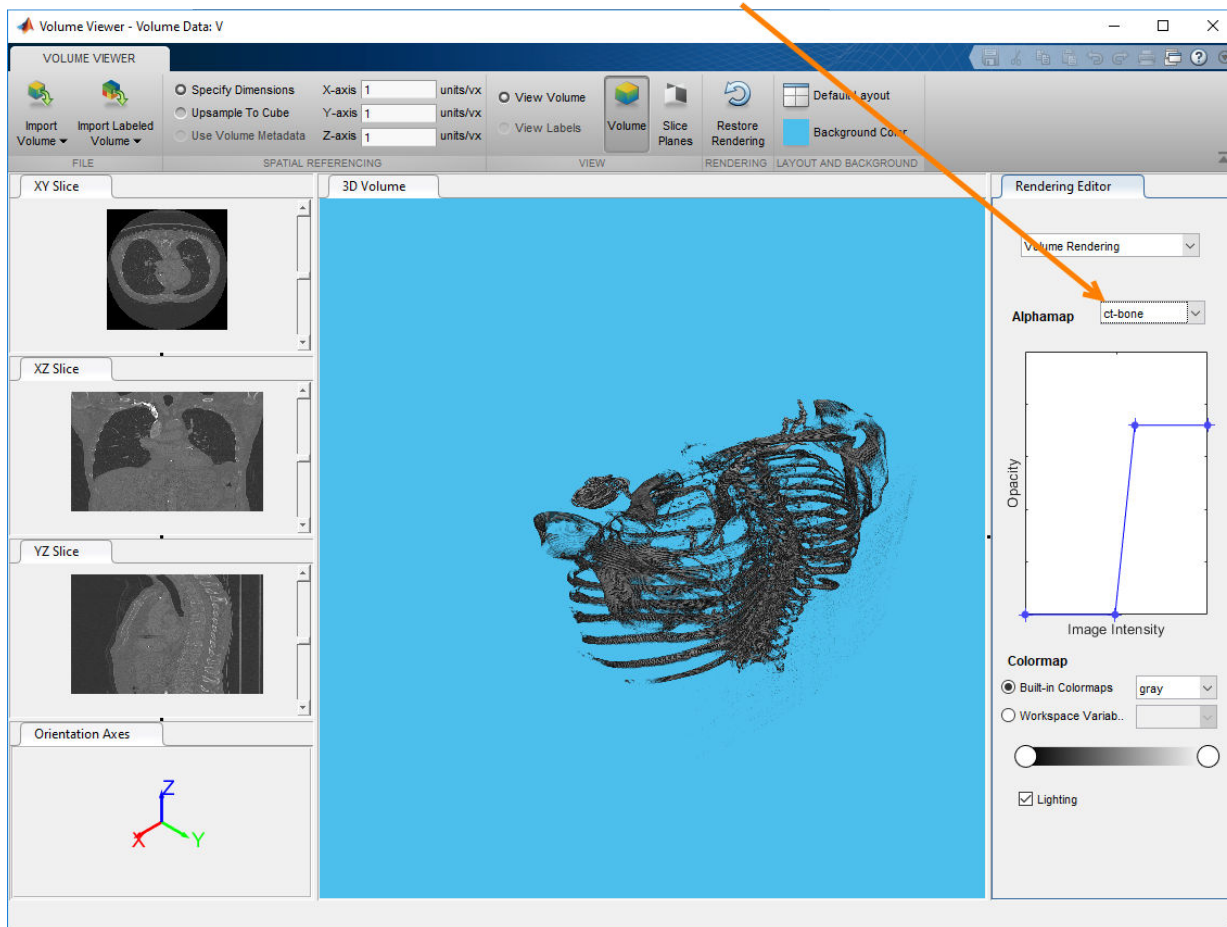 Volume Viewer - Volume Data: V
VOLUME VIEWER
Import
Volume
Import Labeled
Volume
FILE
Specify Dimensions
Upsample To Cube
Use Volume Metadata
X-axis 1 units/vx
Y-axis 1 units/vx
Z-axis 1 units/vx
SPATIAL REFERENCING
View Volume
View Labels
Volume
Slice
Planes
VIEW
Restore
Rendering
RENDERING
Default Layout
Background Color
LAYOUT AND BACKGROUND
XY Slice
XZ Slice
YZ Slice
Orientation Axes
Z
X
Y
3D Volume
Rendering Editor
Volume Rendering
Alphamap ct-bone
Opacity
Image Intensity
Colormap
Built-in Colormaps gray
Workspace Variab..
Lighting